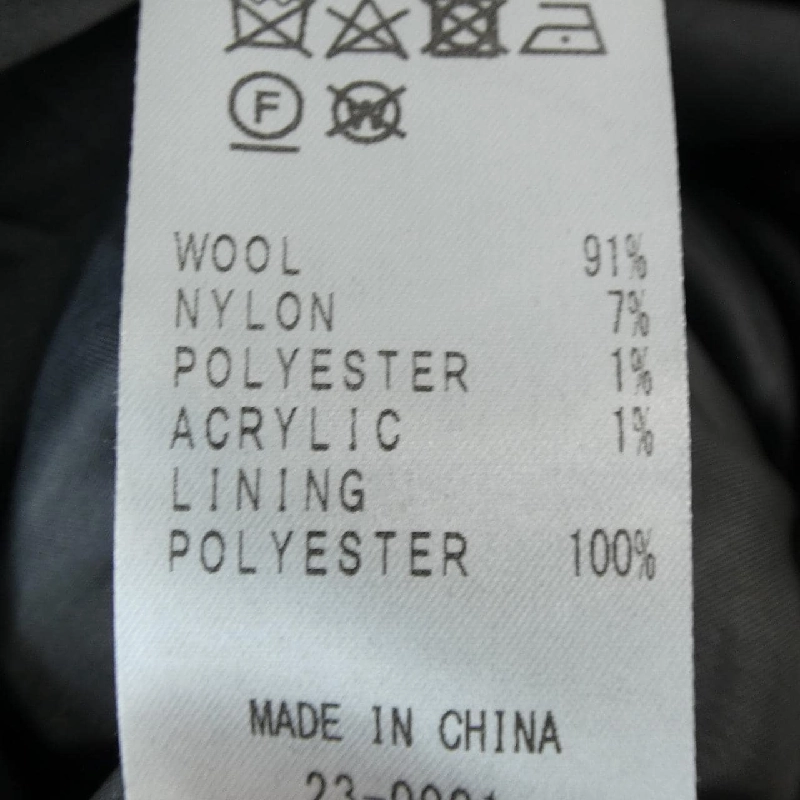 F W
WOOL 91%
NYLON 7%
POLYESTER 1%
ACRYLIC 1%
LINING
POLYESTER 100%
MADE IN CHINA